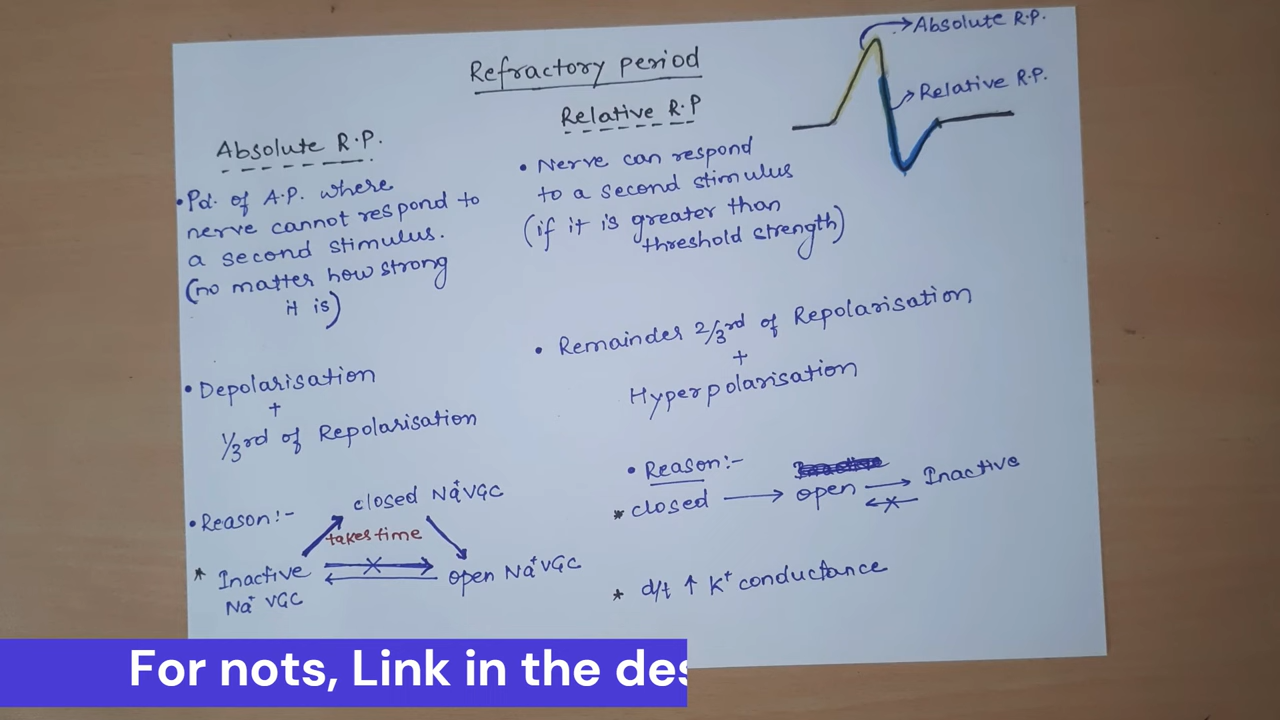 Refractory period
Absolute R.P.
• Pd. of A.P. where
nerve cannot respond to
a second stimulus.
(no matter how strong
it is)
• Depolarisation
+
1/3rd of Repolarisation
• Reason:-
closed Na⁺VGC
takes time
* Inactive
Na⁺ VGC
open Na⁺VGC
Relative R.P
• Nerve can respond
to a second stimulus
(if it is greater than
threshold strength)
• Remainder 2/3rd of Repolarisation
+
Hyperpolarisation
• Reason:-
* closed → open → Inactive
* d/t ↑ K⁺ conductance
→ Absolute R.P.
→ Relative R.P.
For nots, Link in the des